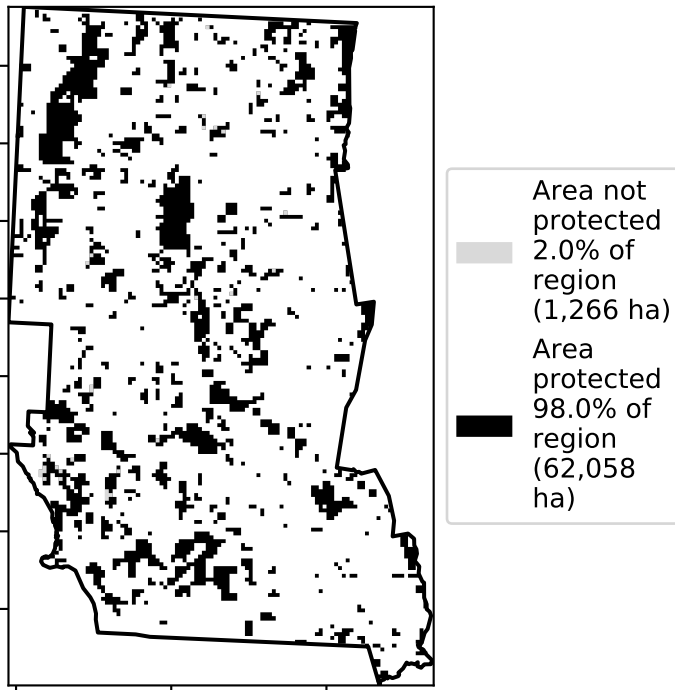 Area not
protected
2.0% of
region
(1,266 ha)
Area
protected
98.0% of
region
(62,058
ha)